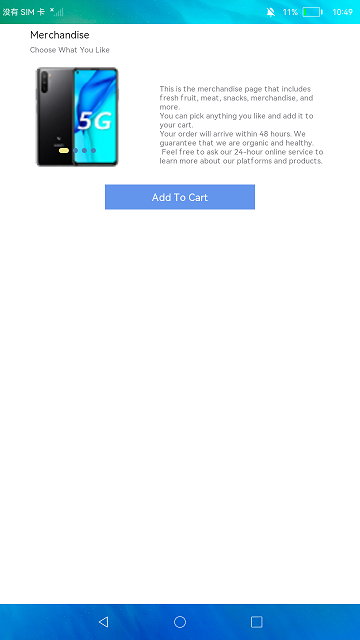 没有 SIM 卡
11%
10:49
Merchandise
Choose What You Like
5G
This is the merchandise page that includes
fresh fruit, meat, snacks, merchandise, and
more.
You can pick anything you like and add it to
your cart.
Your order will arrive within 48 hours. We
guarantee that we are organic and healthy.
Feel free to ask our 24-hour online service to
learn more about our platforms and products.
Add To Cart